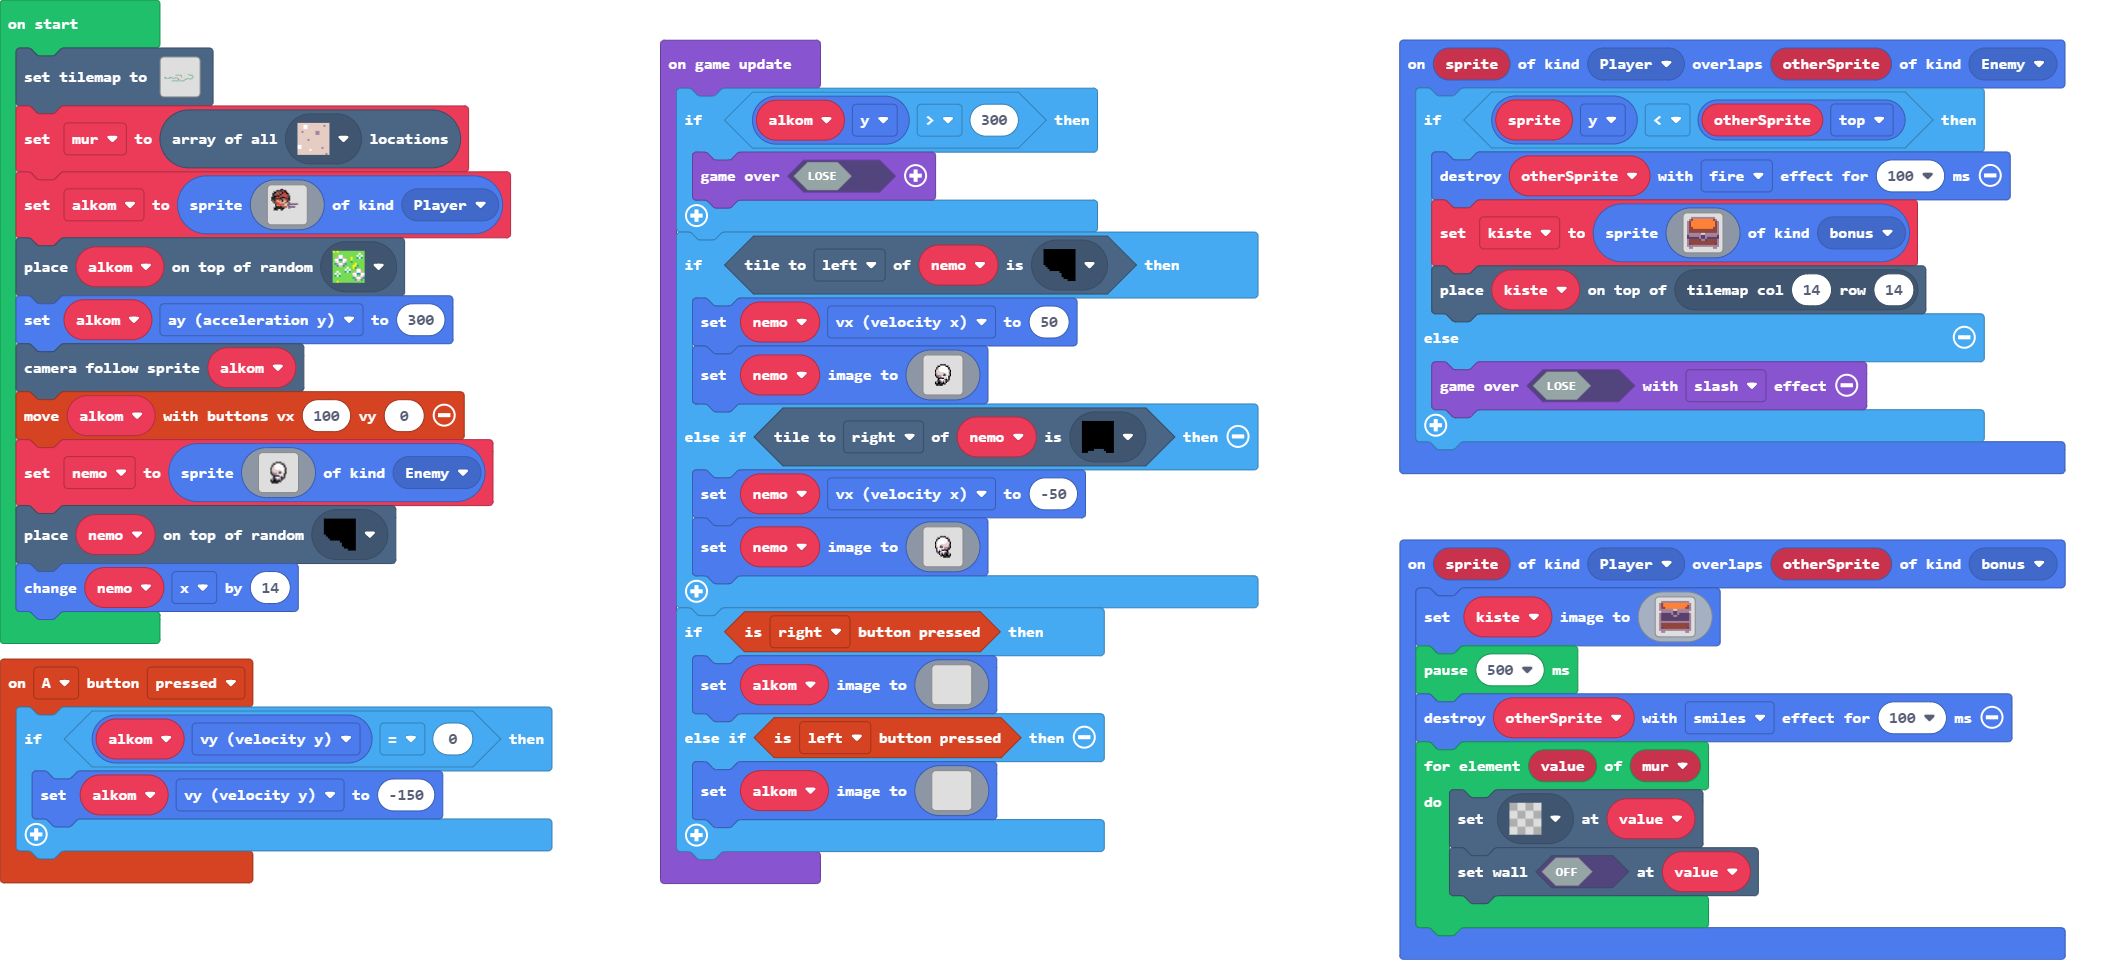 on start
set tilemap to
set mur to array of all locations
set alkom to sprite of kind Player
place alkom on top of random
set alkom ay (acceleration y) to 300
camera follow sprite alkom
move alkom with buttons vx 100 vy 0
set nemo to sprite of kind Enemy
place nemo on top of random
change nemo x by 14
on A button pressed
if alkom vy (velocity y) = 0 then
set alkom vy (velocity y) to -150
on game update
if alkom y > 300 then
game over LOSE
if tile to left of nemo is then
set nemo vx (velocity x) to 50
set nemo image to
else if tile to right of nemo is then
set nemo vx (velocity x) to -50
set nemo image to
if is right button pressed then
set alkom image to
else if is left button pressed then
set alkom image to
on sprite of kind Player overlaps otherSprite of kind Enemy
if sprite y < otherSprite top then
destroy otherSprite with fire effect for 100 ms
set kiste to sprite of kind bonus
place kiste on top of tilemap col 14 row 14
else
game over LOSE with slash effect
on sprite of kind Player overlaps otherSprite of kind bonus
set kiste image to
pause 500 ms
destroy otherSprite with smiles effect for 100 ms
for element value of mur
do
set at value
set wall OFF at value